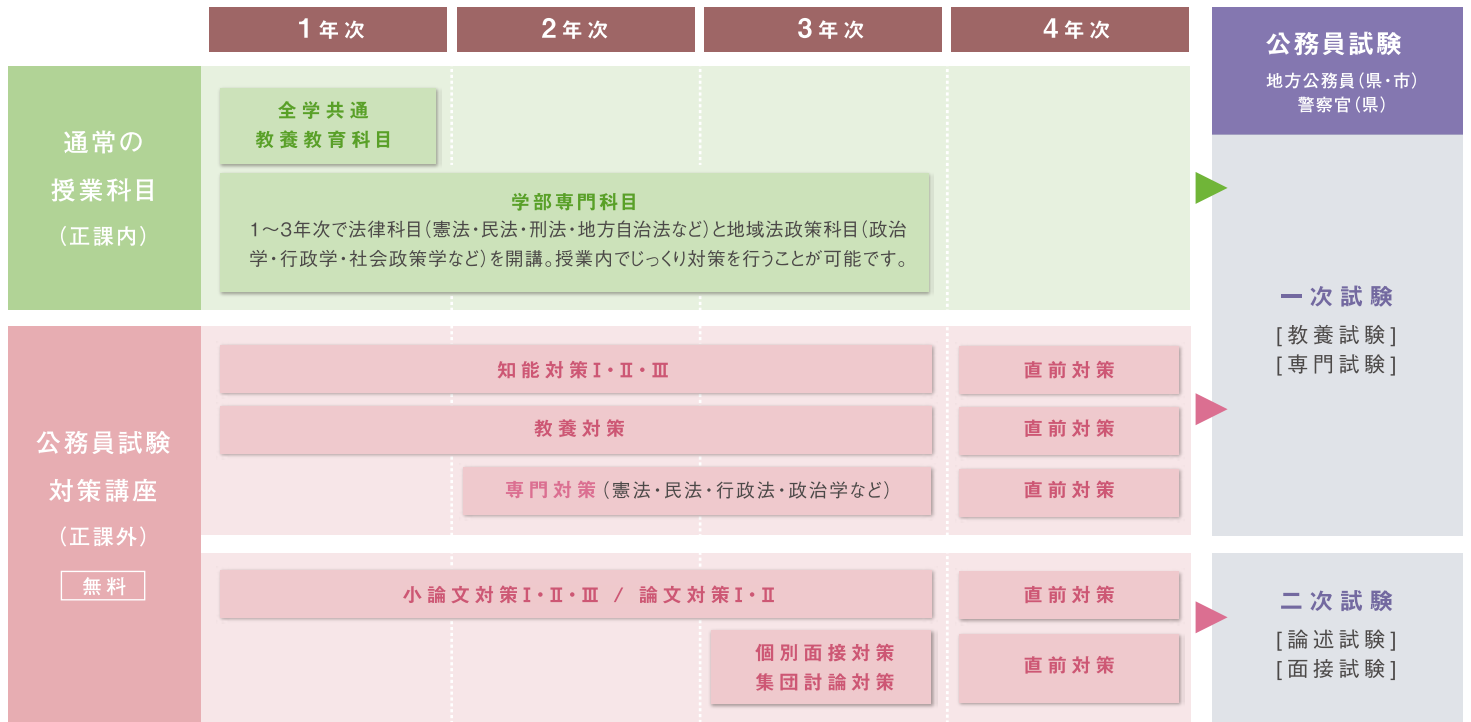 1年次
2年次
3年次
4年次
公務員試験
地方公務員(県・市)
警察官(県)
通常の
授業科目
(正課内)
全学共通
教養教育科目
学部専門科目
1〜3年次で法律科目(憲法・民法・刑法・地方自治法など)と地域法政策科目(政治
学・行政学・社会政策学など)を開講。授業内でじっくり対策を行うことが可能です。
一次試験
[教養試験]
[専門試験]
公務員試験
対策講座
(正課外)
無料
知能対策Ⅰ・Ⅱ・Ⅲ
直前対策
教養対策
直前対策
専門対策(憲法・民法・行政法・政治学など)
直前対策
小論文対策Ⅰ・Ⅱ・Ⅲ / 論文対策Ⅰ・Ⅱ
直前対策
個別面接対策
集団討論対策
直前対策
二次試験
[論述試験]
[面接試験]